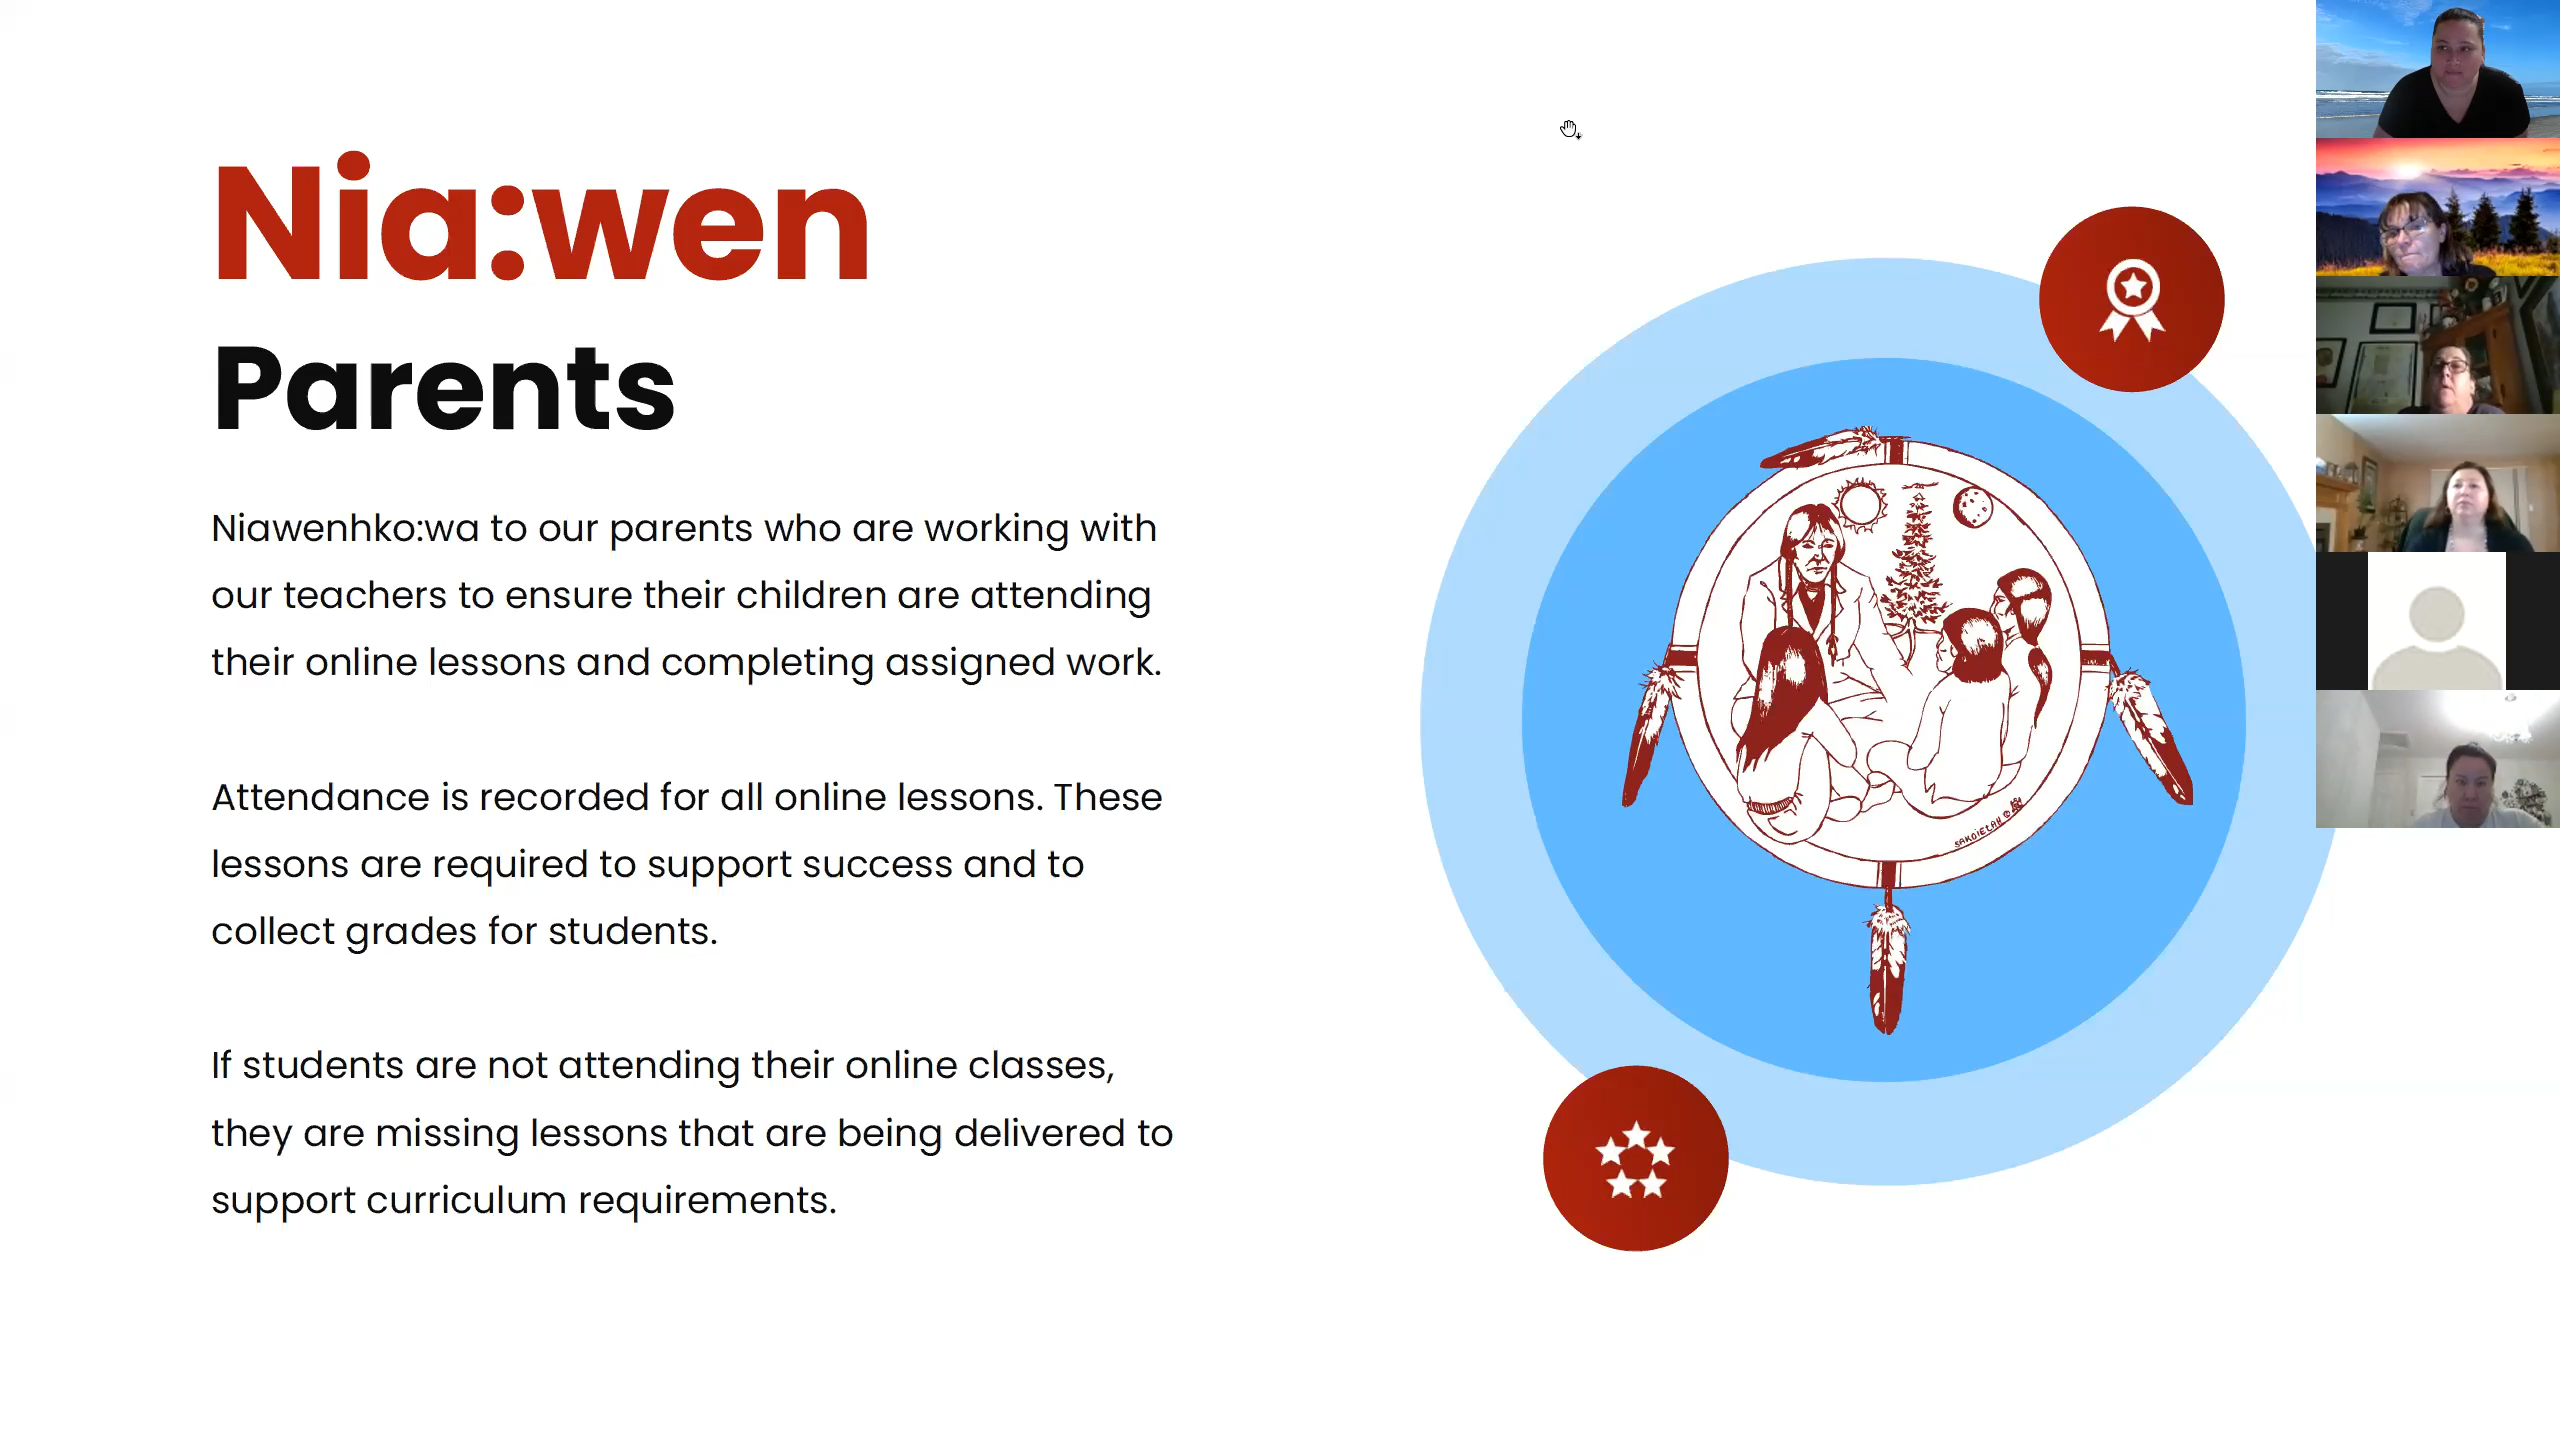 Nia:wen
Parents
Niawenhko:wa to our parents who are working with
our teachers to ensure their children are attending
their online lessons and completing assigned work.
Attendance is recorded for all online lessons. These
lessons are required to support success and to
collect grades for students.
If students are not attending their online classes,
they are missing lessons that are being delivered to
support curriculum requirements.
SAKOIETAH ©